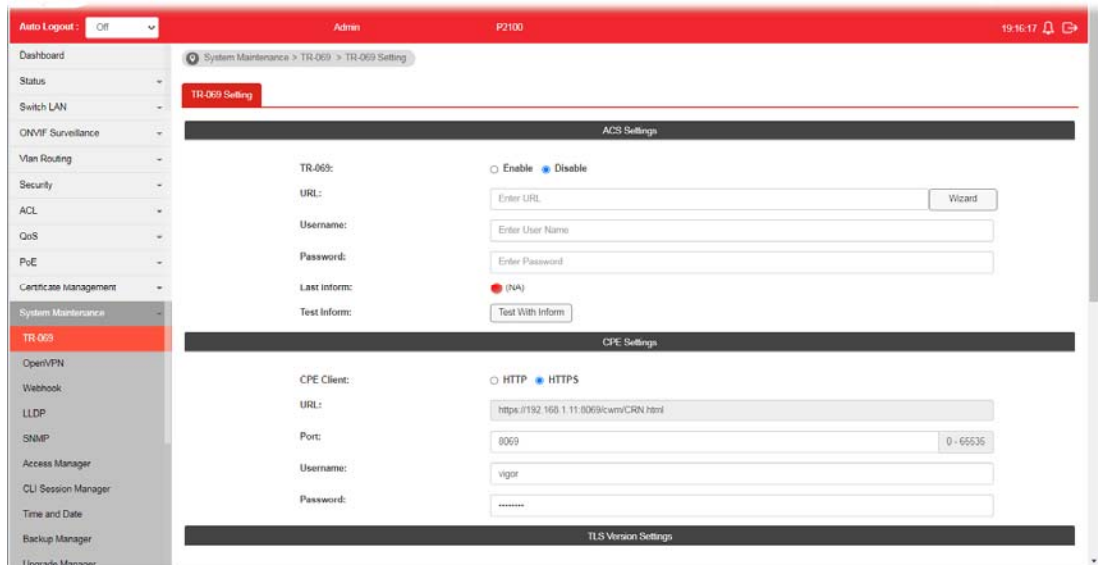 Auto Logout : Off Admin P2100 19:16:17
Dashboard
Status
Switch LAN
ONVIF Surveillance
Vlan Routing
Security
ACL
QoS
PoE
Certificate Management
System Maintenance
TR-069
OpenVPN
Webhook
LLDP
SNMP
Access Manager
CLI Session Manager
Time and Date
Backup Manager
Upgrade Manager
System Maintenance > TR-069 > TR-069 Setting
TR-069 Setting
ACS Settings
TR-069: Enable Disable
URL: Enter URL Wizard
Username: Enter User Name
Password: Enter Password
Last Inform: (NA)
Test Inform: Test With Inform
CPE Settings
CPE Client: HTTP HTTPS
URL: https://192.168.1.11:8069/cwm/CRN.html
Port: 8069 0 - 65535
Username: vigor
Password: ••••••••
TLS Version Settings